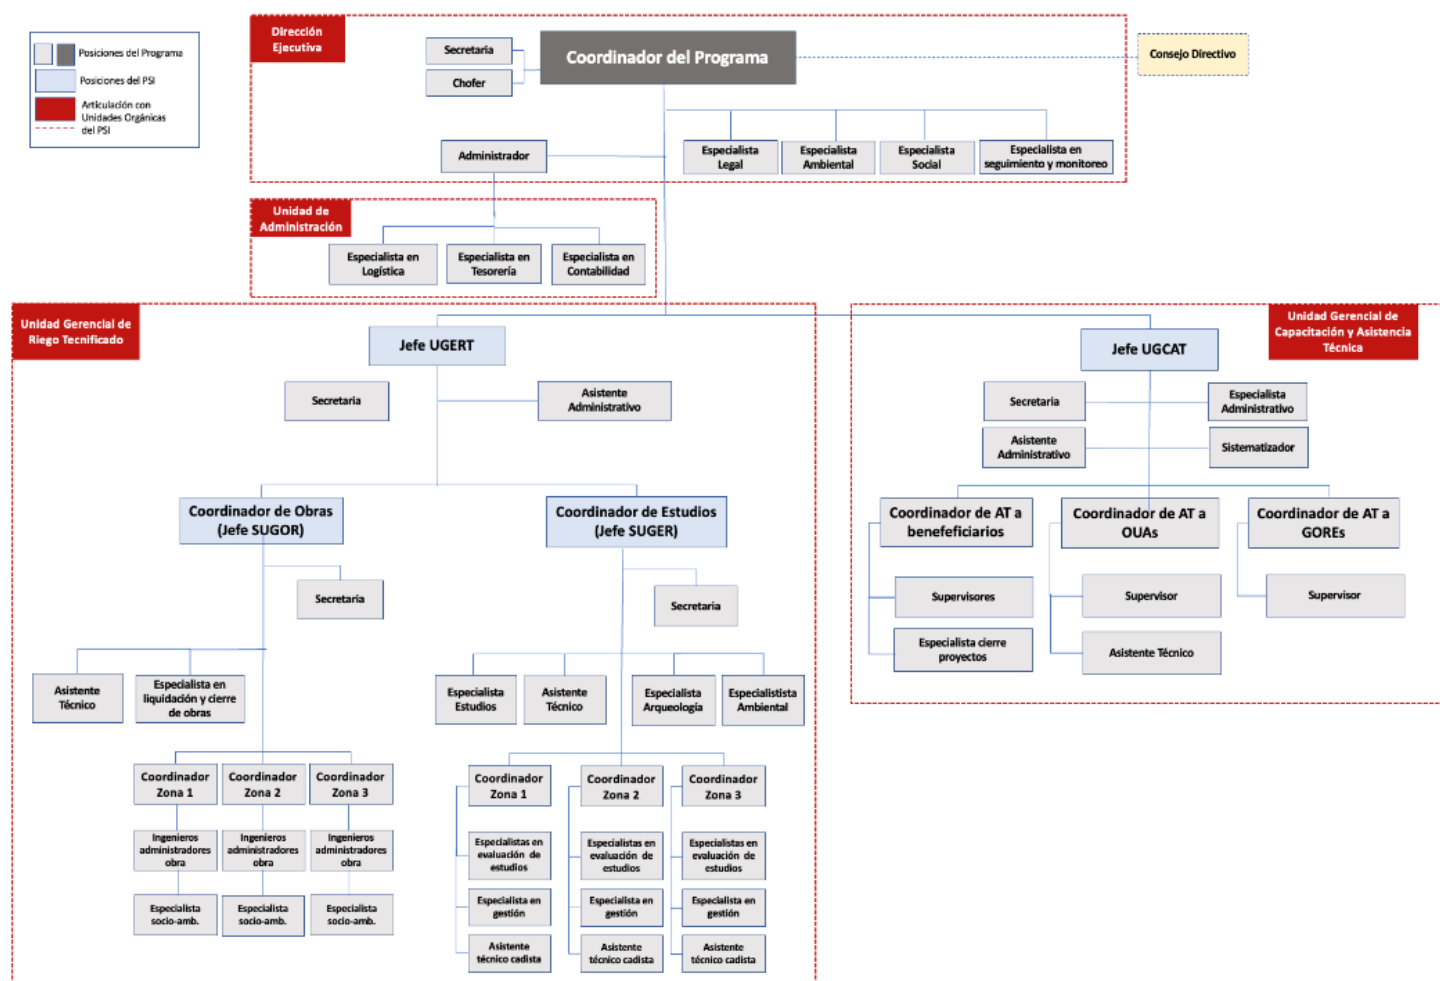 Posiciones del Programa
Posiciones del PSI
Articulación con
Unidades Orgánicas
del PSI
Dirección
Ejecutiva
Secretaria
Chofer
Coordinador del Programa
Consejo Directivo
Administrador
Especialista
Legal
Especialista
Ambiental
Especialista
Social
Especialista en
seguimiento y monitoreo
Unidad de
Administración
Especialista en
Logística
Especialista en
Tesorería
Especialista en
Contabilidad
Unidad Gerencial de
Riego Tecnificado
Jefe UGERT
Secretaria
Asistente
Administrativo
Coordinador de Obras
(Jefe SUGOR)
Secretaria
Asistente
Técnico
Especialista en
liquidación y cierre
de obras
Coordinador
Zona 1
Coordinador
Zona 2
Coordinador
Zona 3
Ingenieros
administradores
obra
Ingenieros
administradores
obra
Ingenieros
administradores
obra
Especialista
socio-amb.
Especialista
socio-amb.
Especialista
socio-amb.
Coordinador de Estudios
(Jefe SUGER)
Secretaria
Especialista
Estudios
Asistente
Técnico
Especialista
Arqueología
Especialistista
Ambiental
Coordinador
Zona 1
Coordinador
Zona 2
Coordinador
Zona 3
Especialistas en
evaluación de
estudios
Especialistas en
evaluación de
estudios
Especialistas en
evaluación de
estudios
Especialista en
gestión
Especialista en
gestión
Especialista en
gestión
Asistente
técnico cadista
Asistente
técnico cadista
Asistente
técnico cadista
Unidad Gerencial de
Capacitación y Asistencia
Técnica
Jefe UGCAT
Secretaria
Especialista
Administrativo
Asistente
Administrativo
Sistematizador
Coordinador de AT a
benefeficiarios
Coordinador de AT a
OUAs
Coordinador de AT a
GOREs
Supervisores
Supervisor
Supervisor
Especialista cierre
proyectos
Asistente Técnico